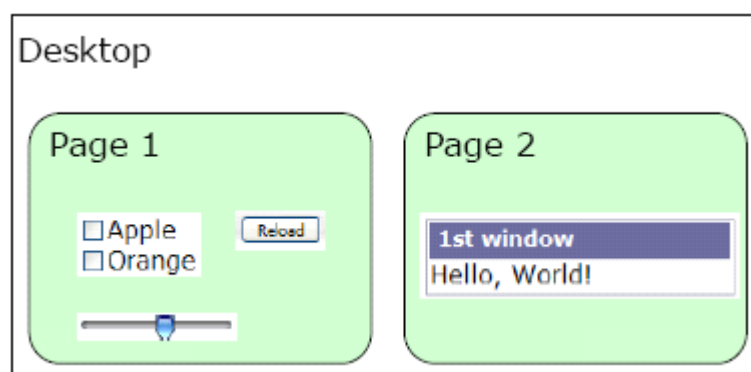 Desktop
Page 1
Apple
Reload
Orange
Page 2
1st window
Hello, World!